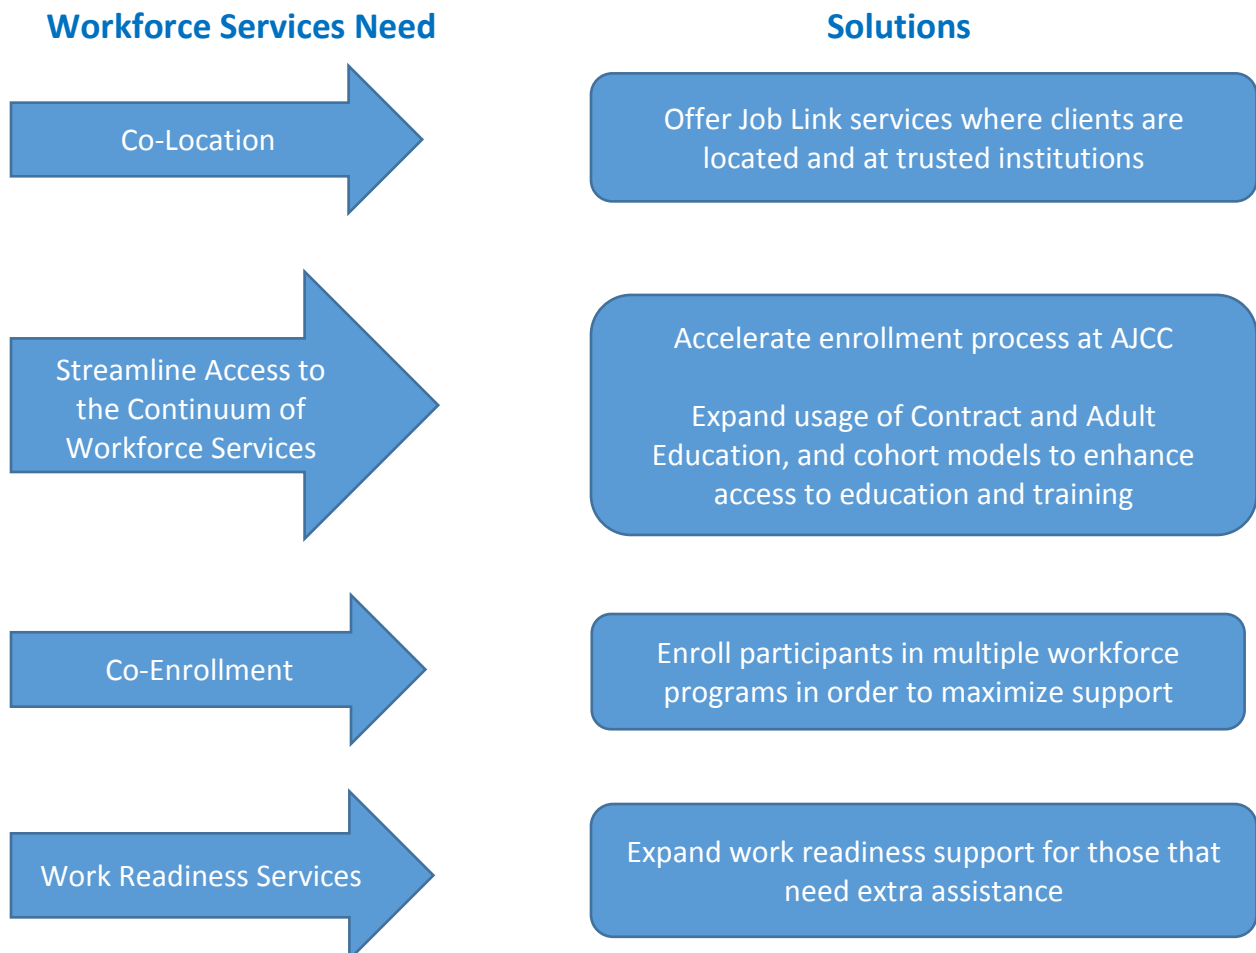 Workforce Services Need
Solutions
Co-Location
Offer Job Link services where clients are
located and at trusted institutions
Streamline Access to
the Continuum of
Workforce Services
Accelerate enrollment process at AJCC
Expand usage of Contract and Adult
Education, and cohort models to enhance
access to education and training
Co-Enrollment
Enroll participants in multiple workforce
programs in order to maximize support
Work Readiness Services
Expand work readiness support for those that
need extra assistance